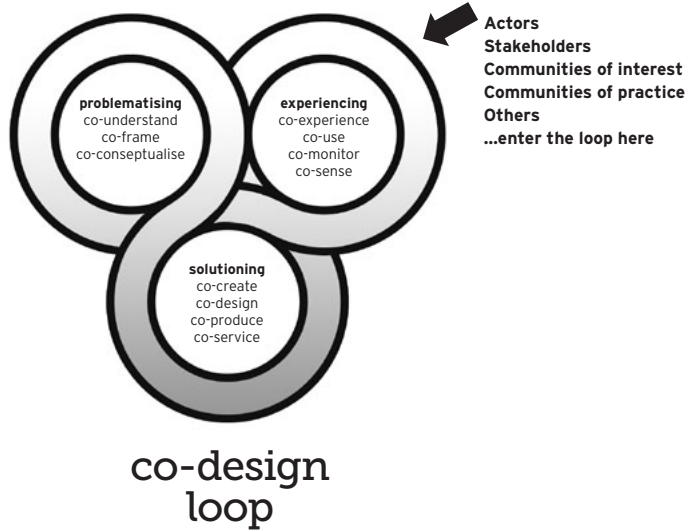 problematising
co-understand
co-frame
co-conseptualise
experiencing
co-experience
co-use
co-monitor
co-sense
Actors
Stakeholders
Communities of interest
Communities of practice
Others
...enter the loop here
solutioning
co-create
co-design
co-produce
co-service
co-design
loop